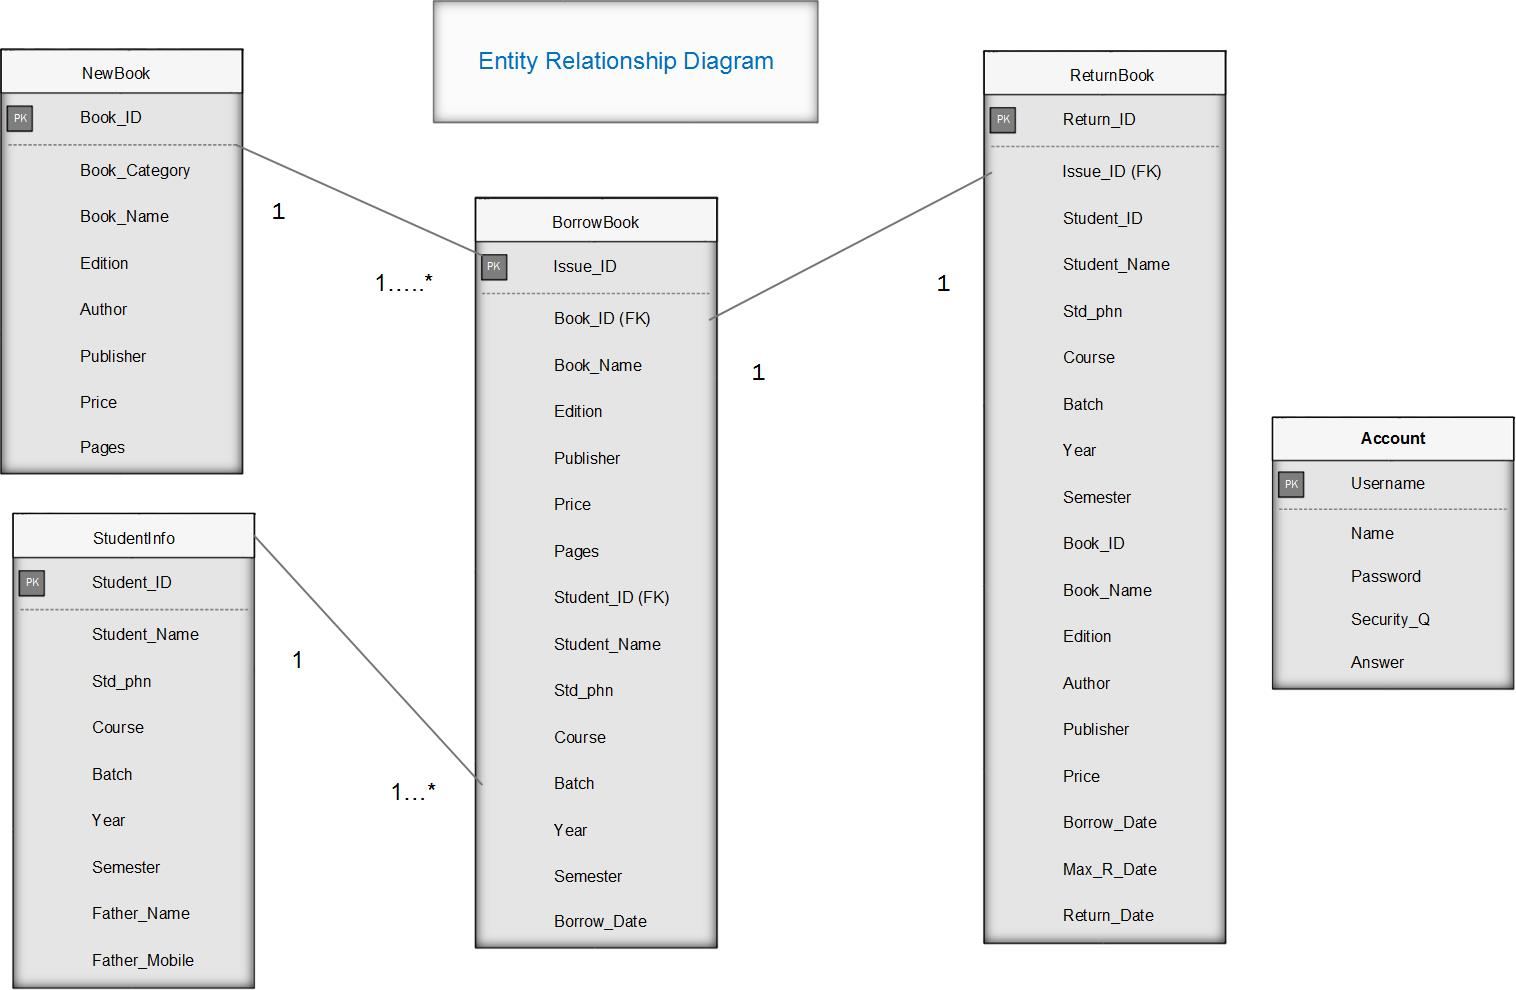 Entity Relationship Diagram
NewBook
PK Book_ID
Book_Category
Book_Name
Edition
Author
Publisher
Price
Pages
1
1.....*
StudentInfo
PK Student_ID
Student_Name
Std_phn
Course
Batch
Year
Semester
Father_Name
Father_Mobile
1
1...*
BorrowBook
PK Issue_ID
Book_ID (FK)
Book_Name
Edition
Publisher
Price
Pages
Student_ID (FK)
Student_Name
Std_phn
Course
Batch
Year
Semester
Borrow_Date
1
1
ReturnBook
PK Return_ID
Issue_ID (FK)
Student_ID
Student_Name
Std_phn
Course
Batch
Year
Semester
Book_ID
Book_Name
Edition
Author
Publisher
Price
Borrow_Date
Max_R_Date
Return_Date
Account
PK Username
Name
Password
Security_Q
Answer